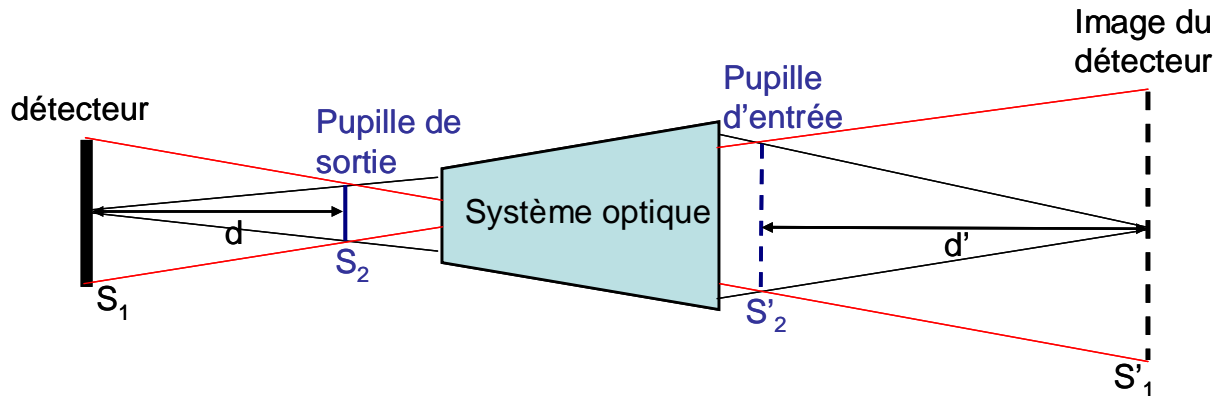 détecteur
Pupille de
sortie
Système optique
Pupille
d'entrée
Image du
détecteur
d
d'
S₁
S₂
S'₂
S'₁